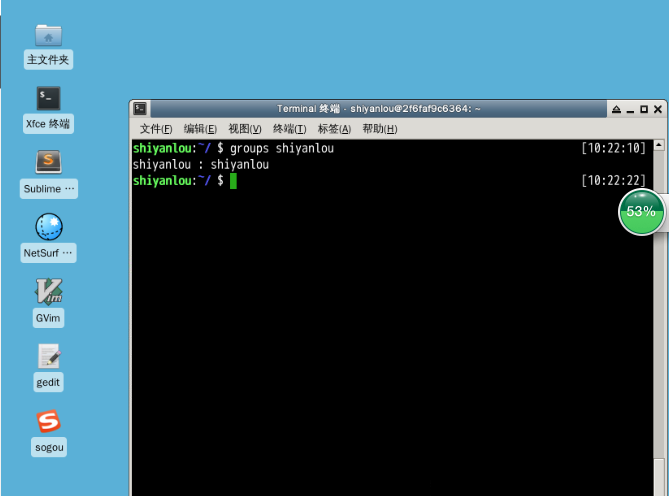 主文件夹
Xfce 终端
Sublime ···
NetSurf ···
GVim
gedit
sogou
Terminal 终端 - shiyanlou@2f6faf9c6364: ~
文件(F) 编辑(E) 视图(V) 终端(T) 标签(A) 帮助(H)
shiyanlou:~/ $ groups shiyanlou [10:22:10]
shiyanlou : shiyanlou
shiyanlou:~/ $ [10:22:22]
53%